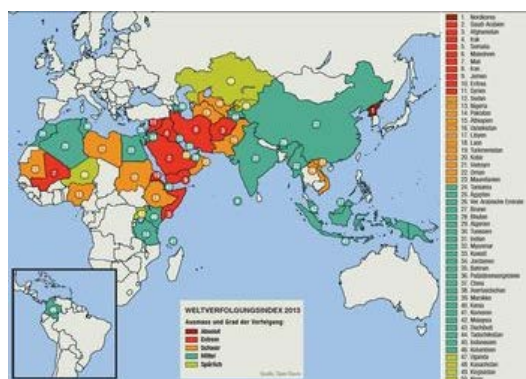 1. Nordkorea
2. Saudi-Arabien
3. Afghanistan
4. Irak
5. Somalia
6. Malediven
7. Mali
8. Iran
9. Jemen
10. Eritrea
11. Syrien
12. Sudan
13. Nigeria
14. Pakistan
15. Äthiopien
16. Usbekistan
17. Libyen
18. Laos
19. Turkmenistan
20. Katar
21. Vietnam
22. Oman
23. Mauretanien
24. Tansania
25. Ägypten
26. Ver. Arabische Emirate
27. Brunei
28. Bhutan
29. Algerien
30. Tunesien
31. Indien
32. Myanmar
33. Kuwait
34. Jordanien
35. Bahrain
36. Palästinensergebiete
37. China
38. Aserbaidschan
39. Marokko
40. Kenia
41. Komoren
42. Malaysia
43. Dschibuti
44. Tadschikistan
45. Indonesien
46. Kolumbien
47. Uganda
48. Kasachstan
49. Kirgisistan
WELTVERFOLGUNGSINDEX 2013
Ausmass und Grad der Verfolgung:
Absolut
Extrem
Schwer
Mittel
Spärlich
Quelle: Open Doors